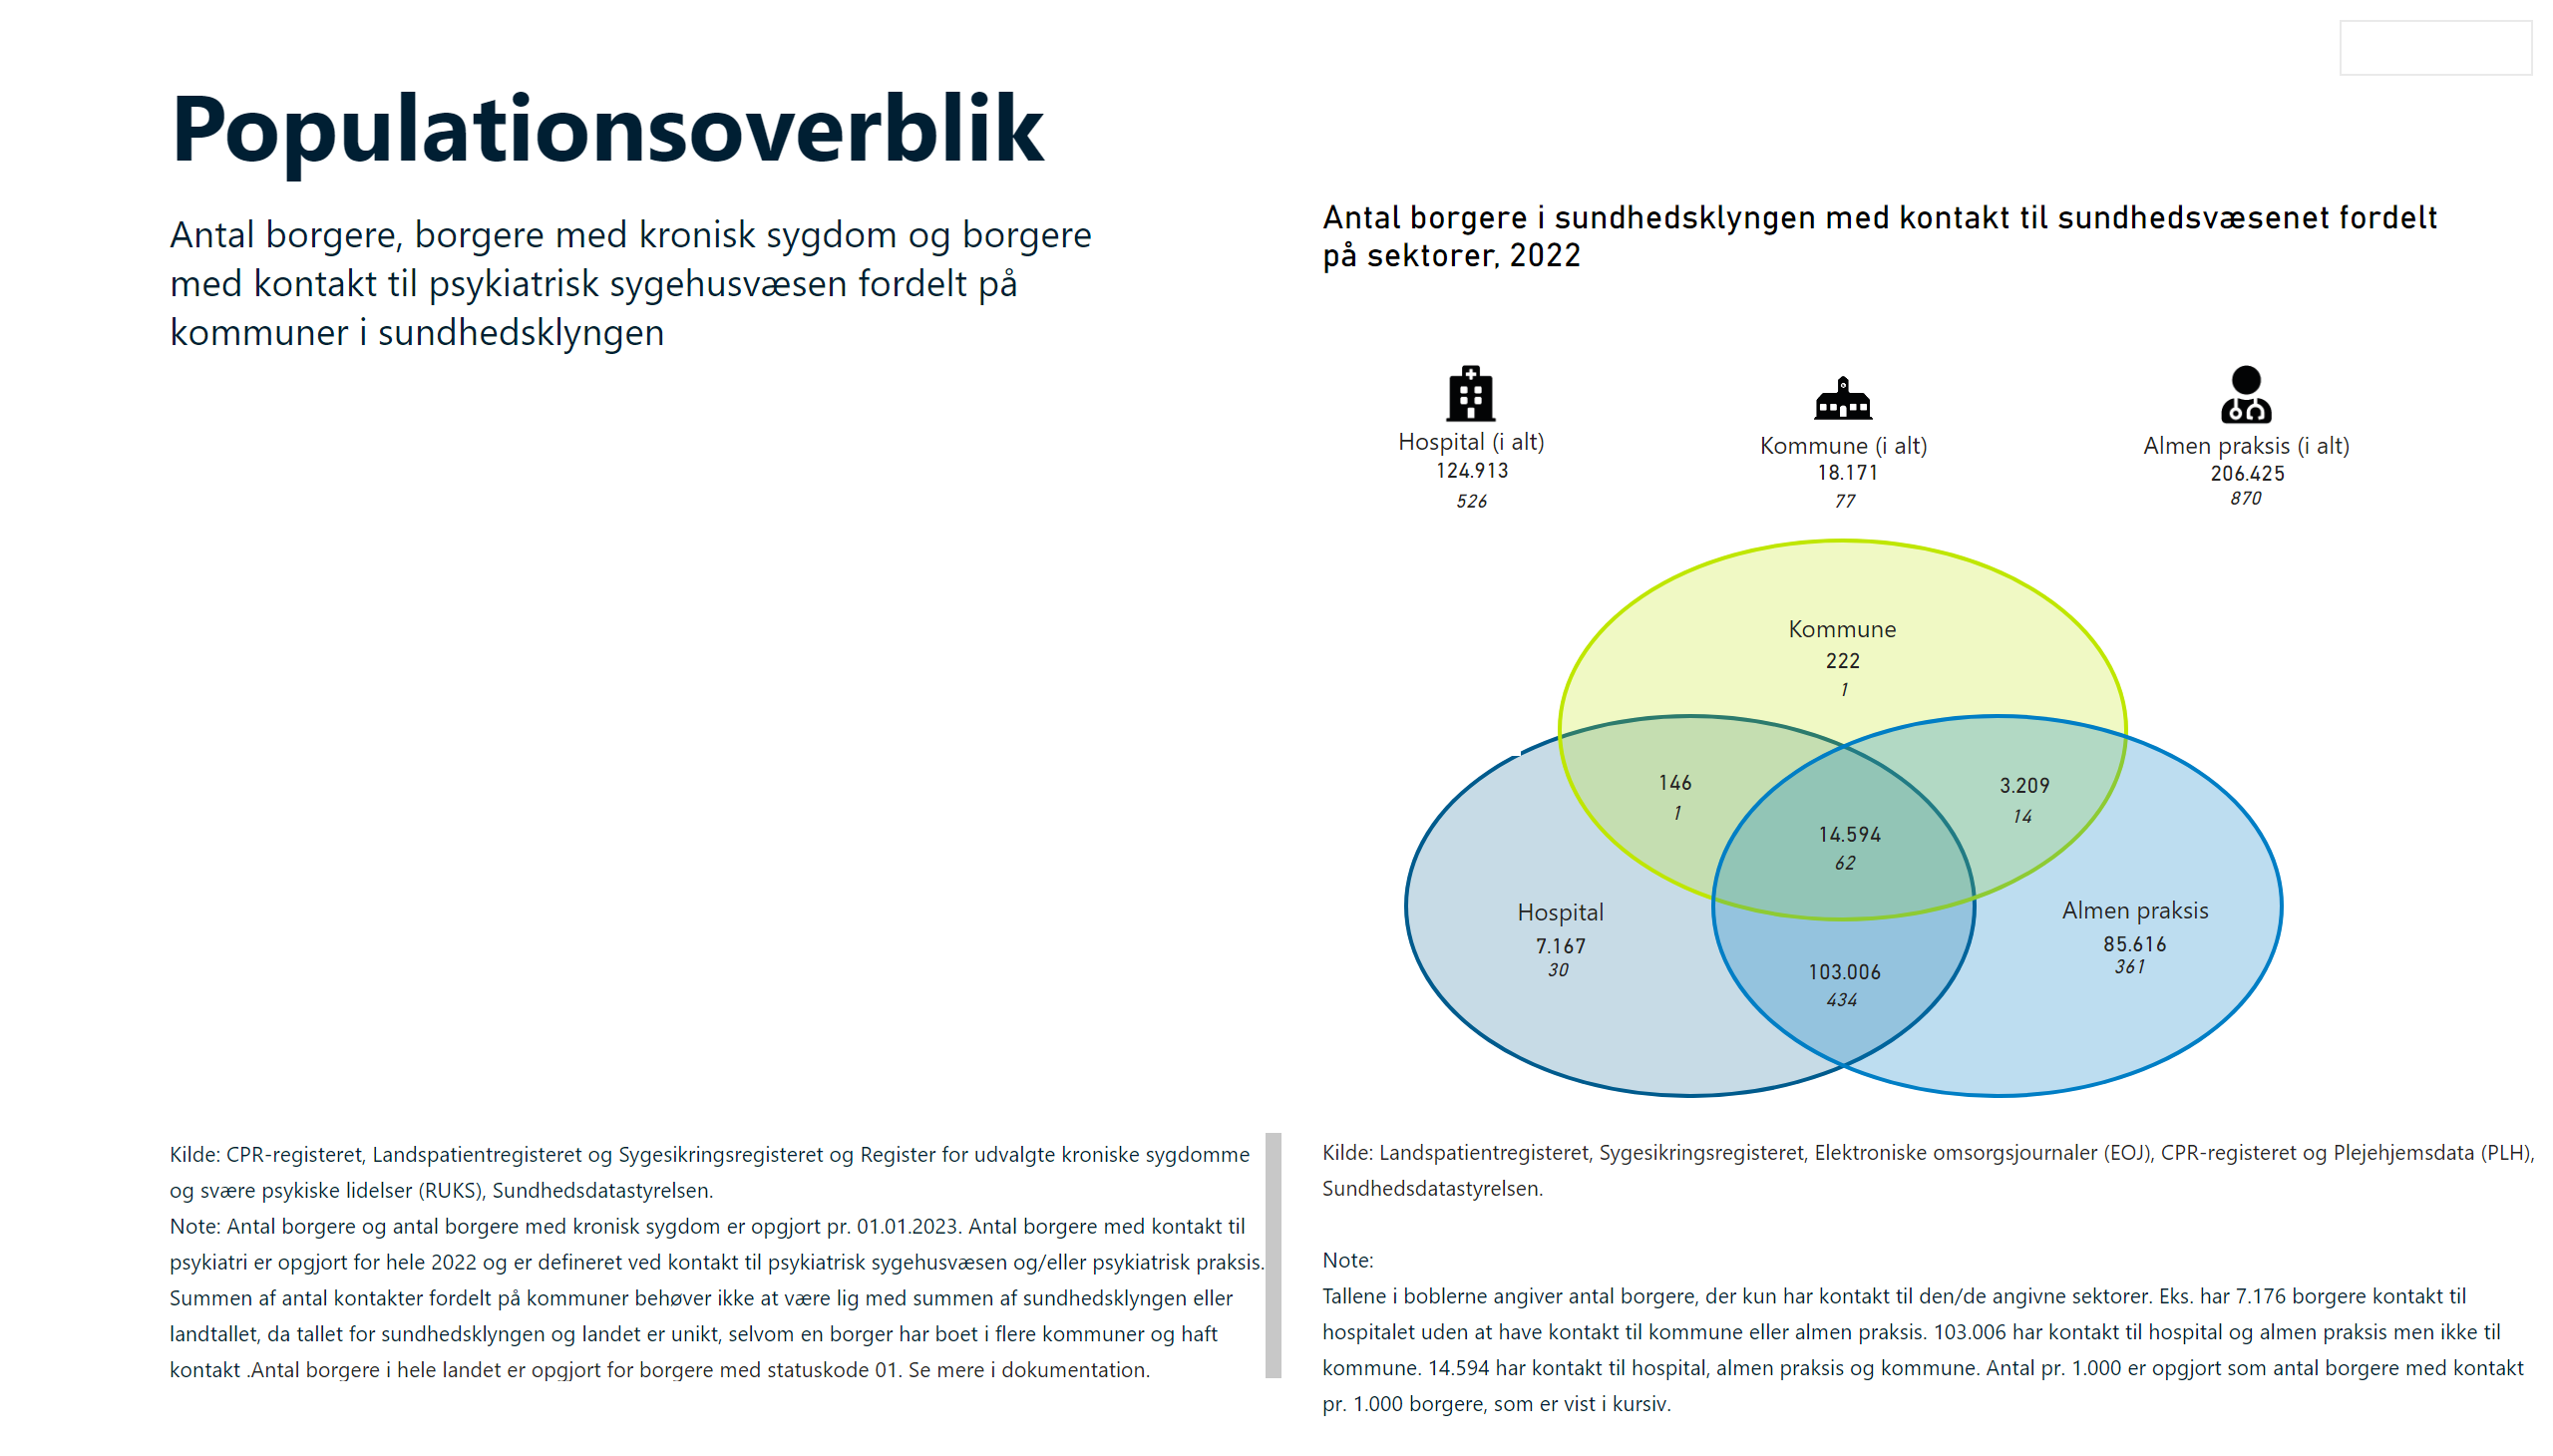 Populationsoverblik
Antal borgere, borgere med kronisk sygdom og borgere
med kontakt til psykiatrisk sygehusvæsen fordelt på
kommuner i sundhedsklyngen
Kilde: CPR-registeret, Landspatientregisteret og Sygesikringsregisteret og Register for udvalgte kroniske sygdomme
og svære psykiske lidelser (RUKS), Sundhedsdatastyrelsen.
Note: Antal borgere og antal borgere med kronisk sygdom er opgjort pr. 01.01.2023. Antal borgere med kontakt til
psykiatri er opgjort for hele 2022 og er defineret ved kontakt til psykiatrisk sygehusvæsen og/eller psykiatrisk praksis.
Summen af antal kontakter fordelt på kommuner behøver ikke at være lig med summen af sundhedsklyngen eller
landtallet, da tallet for sundhedsklyngen og landet er unikt, selvom en borger har boet i flere kommuner og haft
kontakt .Antal borgere i hele landet er opgjort for borgere med statuskode 01. Se mere i dokumentation.
Antal borgere i sundhedsklyngen med kontakt til sundhedsvæsenet fordelt
på sektorer, 2022
Hospital (i alt)
124.913
526
Kommune (i alt)
18.171
77
Almen praksis (i alt)
206.425
870
Kommune
222
1
146
1
3.209
14
14.594
62
Hospital
7.167
30
Almen praksis
85.616
361
103.006
434
Kilde: Landspatientregisteret, Sygesikringsregisteret, Elektroniske omsorgsjournaler (EOJ), CPR-registeret og Plejehjemsdata (PLH),
Sundhedsdatastyrelsen.
Note:
Tallene i boblerne angiver antal borgere, der kun har kontakt til den/de angivne sektorer. Eks. har 7.176 borgere kontakt til
hospitalet uden at have kontakt til kommune eller almen praksis. 103.006 har kontakt til hospital og almen praksis men ikke til
kommune. 14.594 har kontakt til hospital, almen praksis og kommune. Antal pr. 1.000 er opgjort som antal borgere med kontakt
pr. 1.000 borgere, som er vist i kursiv.